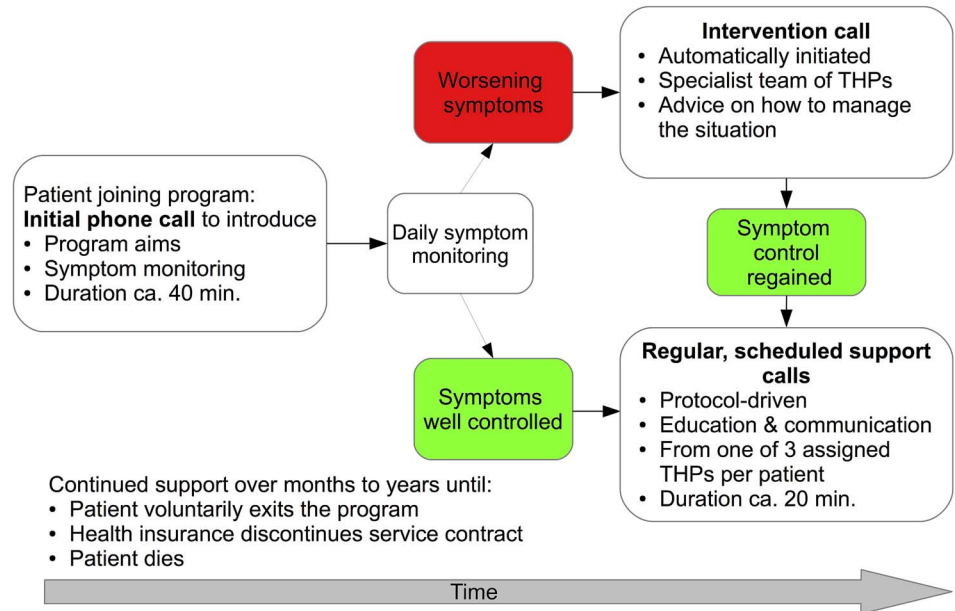 Patient joining program:
Initial phone call to introduce
• Program aims
• Symptom monitoring
• Duration ca. 40 min.
Daily symptom
monitoring
Worsening
symptoms
Intervention call
• Automatically initiated
• Specialist team of THPs
• Advice on how to manage
the situation
Symptom
control
regained
Symptoms
well controlled
Regular, scheduled support
calls
• Protocol-driven
• Education & communication
• From one of 3 assigned
THPs per patient
• Duration ca. 20 min.
Continued support over months to years until:
• Patient voluntarily exits the program
• Health insurance discontinues service contract
• Patient dies
Time